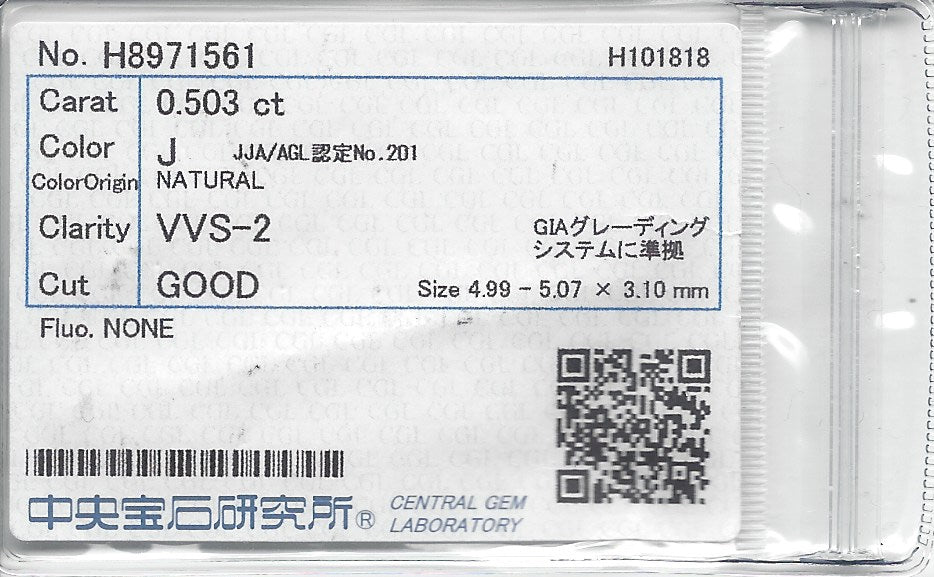 No. H8971561 H101818
Carat 0.503 ct
Color J JJA/AGL認定No.201
ColorOrigin NATURAL
Clarity VVS-2
GIAグレーディング
システムに準拠
Cut GOOD Size 4.99 - 5.07 × 3.10 mm
Fluo. NONE
中央宝石研究所® CENTRAL GEM
LABORATORY